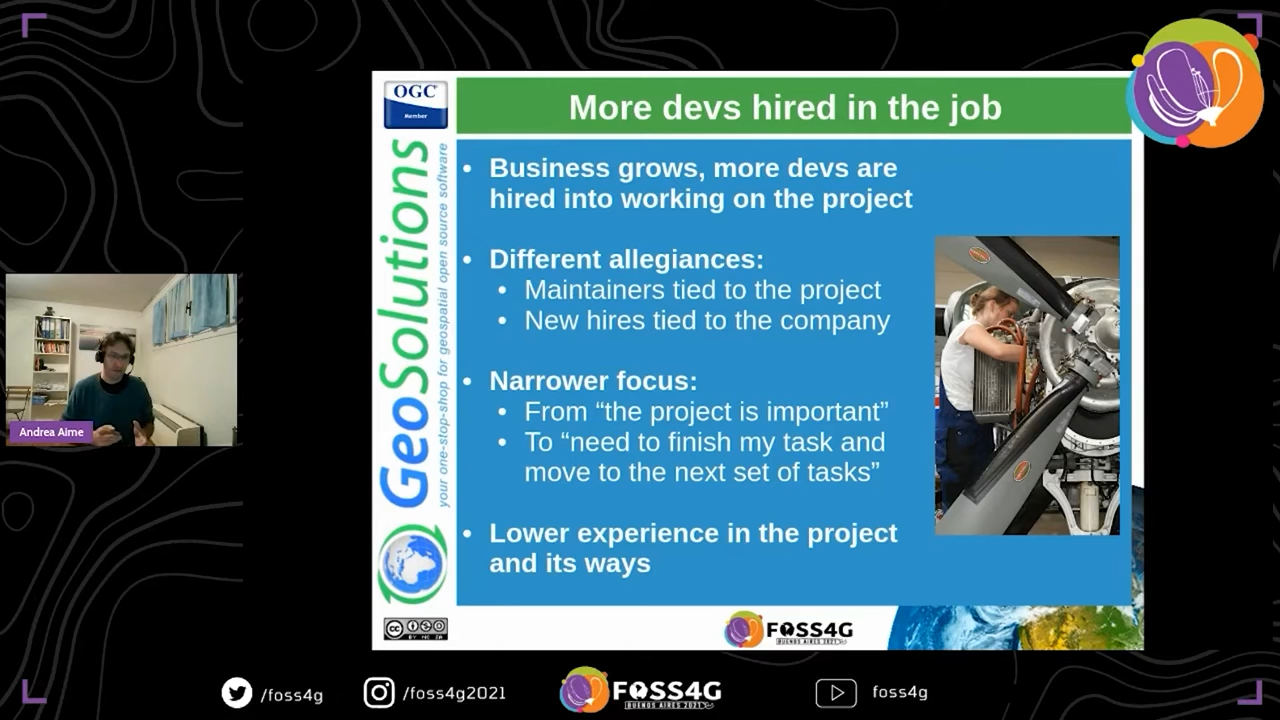 OGC
Member
More devs hired in the job
GeoSolutions
your one-stop-shop for geospatial open source software
• Business grows, more devs are
hired into working on the project
• Different allegiances:
• Maintainers tied to the project
• New hires tied to the company
• Narrower focus:
• From “the project is important”
• To “need to finish my task and
move to the next set of tasks”
• Lower experience in the project
and its ways
Andrea Aime
cc
BY NC SA
FOSS4G
BUENOS AIRES 2021
/foss4g
/foss4g2021
FOSS4G
BUENOS AIRES 2021
foss4g